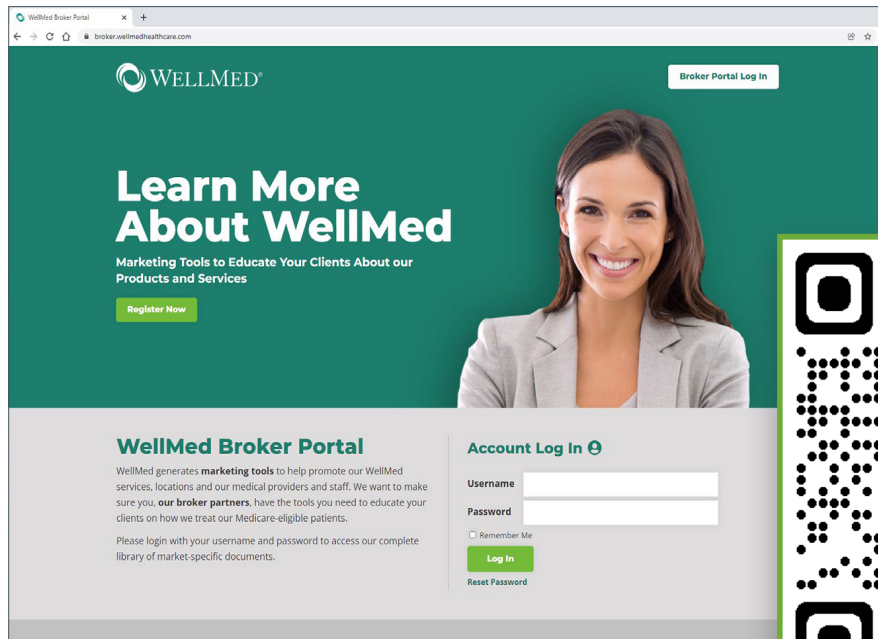 WellMed Broker Portal
broker.wellmedhealthcare.com
WELLMED®
Broker Portal Log In
Learn More
About WellMed
Marketing Tools to Educate Your Clients About our
Products and Services
Register Now
WellMed Broker Portal
WellMed generates marketing tools to help promote our WellMed
services, locations and our medical providers and staff. We want to make
sure you, our broker partners, have the tools you need to educate your
clients on how we treat our Medicare-eligible patients.
Please login with your username and password to access our complete
library of market-specific documents.
Account Log In
Username
Password
Remember Me
Log In
Reset Password